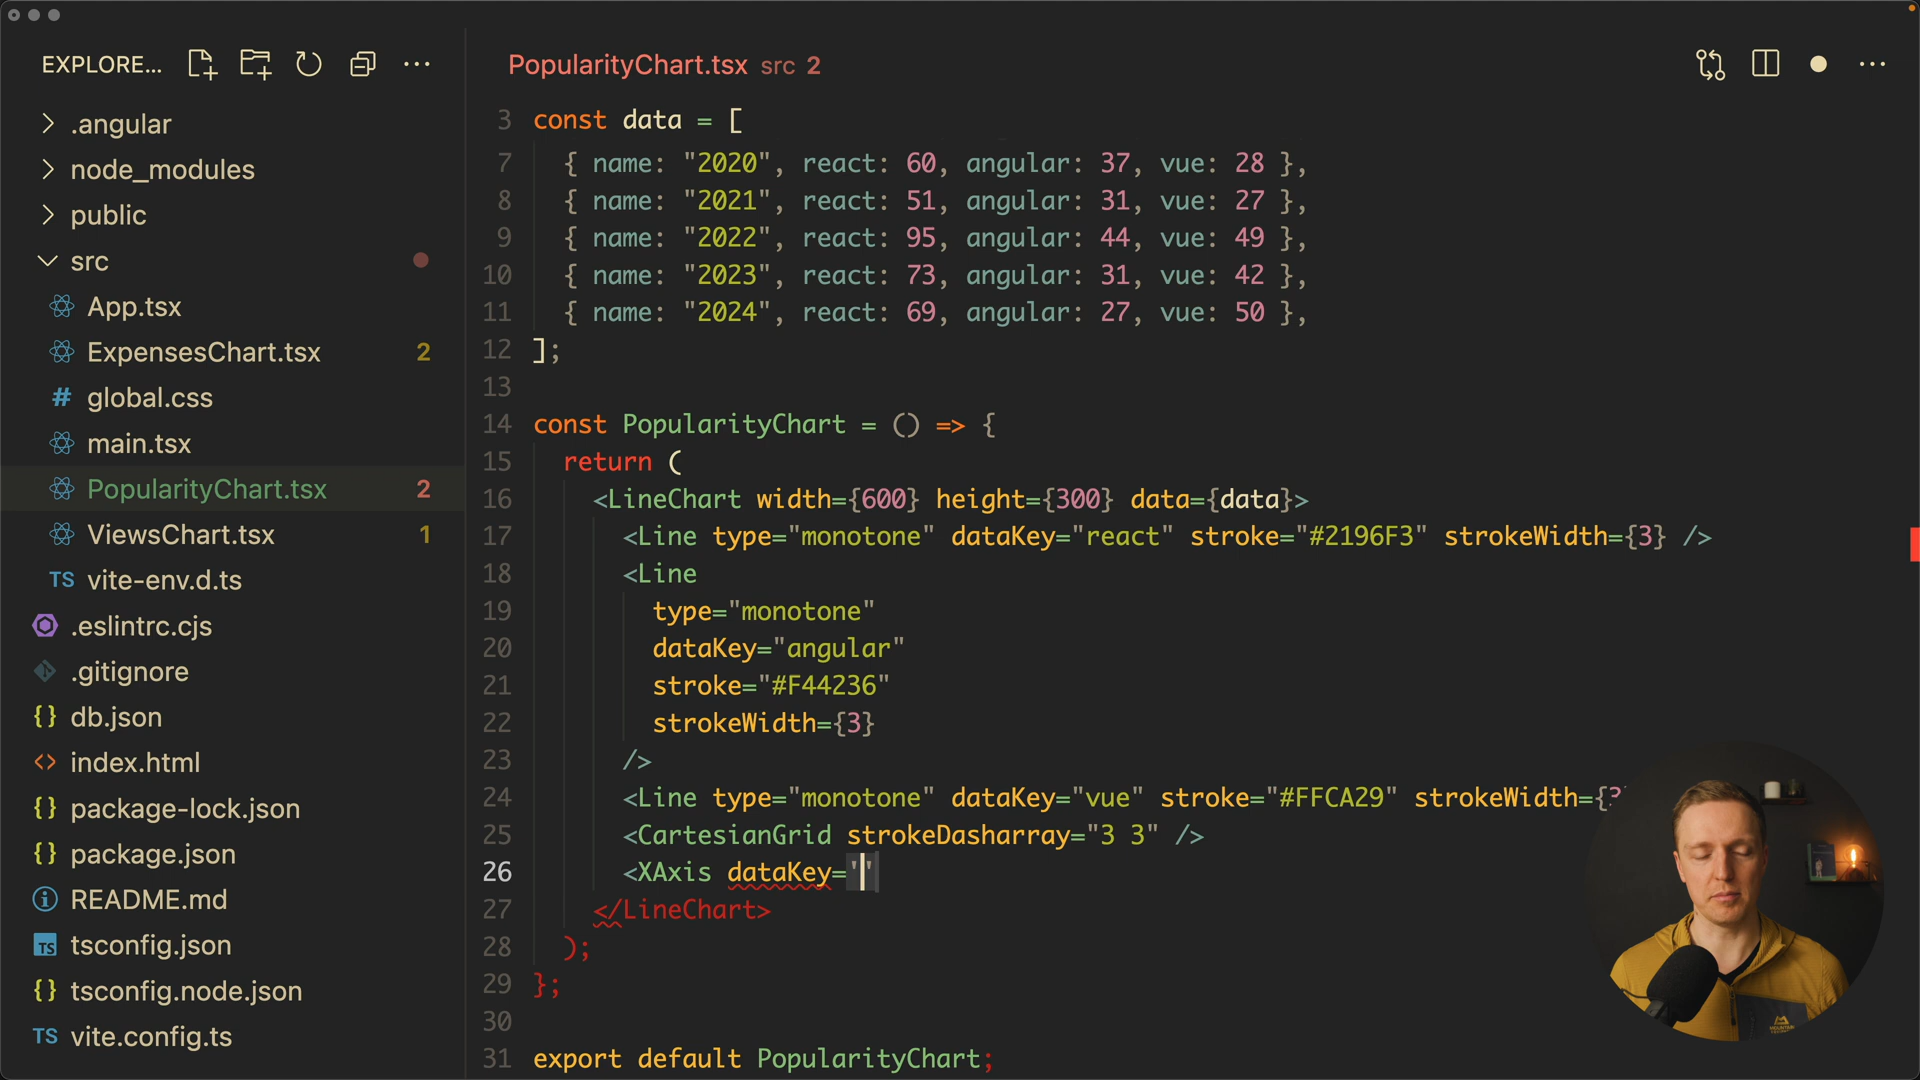 EXPLORE...
PopularityChart.tsx src 2
.angular
node_modules
public
src
App.tsx
ExpensesChart.tsx 2
global.css
main.tsx
PopularityChart.tsx 2
ViewsChart.tsx 1
TS vite-env.d.ts
.eslintrc.cjs
.gitignore
{} db.json
<> index.html
{} package-lock.json
{} package.json
README.md
TS tsconfig.json
{} tsconfig.node.json
TS vite.config.ts
3 const data = [
7 { name: "2020", react: 60, angular: 37, vue: 28 },
8 { name: "2021", react: 51, angular: 31, vue: 27 },
9 { name: "2022", react: 95, angular: 44, vue: 49 },
10 { name: "2023", react: 73, angular: 31, vue: 42 },
11 { name: "2024", react: 69, angular: 27, vue: 50 },
12 ];
13
14 const PopularityChart = () => {
15 return (
16 <LineChart width={600} height={300} data={data}>
17 <Line type="monotone" dataKey="react" stroke="#2196F3" strokeWidth={3} />
18 <Line
19 type="monotone"
20 dataKey="angular"
21 stroke="#F44236"
22 strokeWidth={3}
23 />
24 <Line type="monotone" dataKey="vue" stroke="#FFCA29" strokeWidth={3
25 <CartesianGrid strokeDasharray="3 3" />
26 <XAxis dataKey=''
27 </LineChart>
28 );
29 };
30
31 export default PopularityChart;